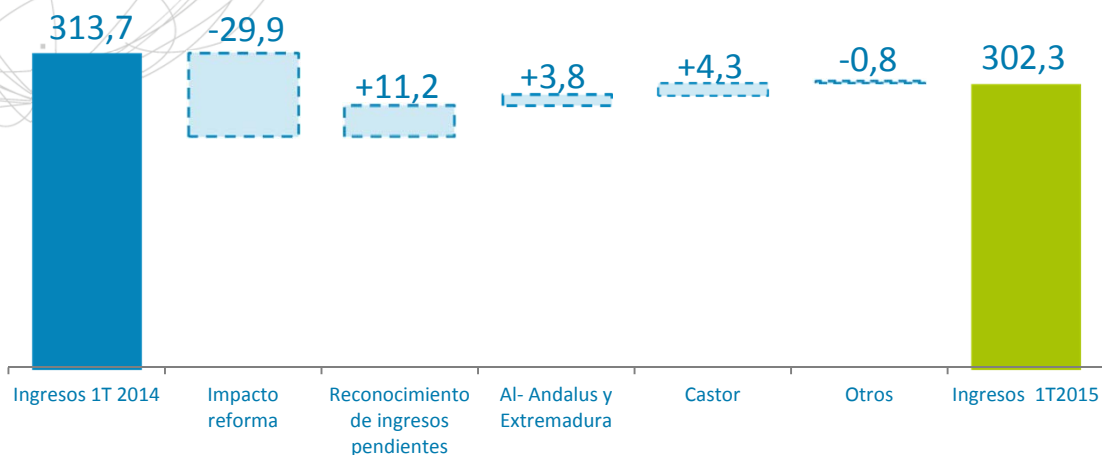 313,7
-29,9
+11,2
+3,8
+4,3
-0,8
302,3
Ingresos 1T 2014
Impacto
reforma
Reconocimiento
de ingresos
pendientes
Al- Andalus y
Extremadura
Castor
Otros
Ingresos 1T2015